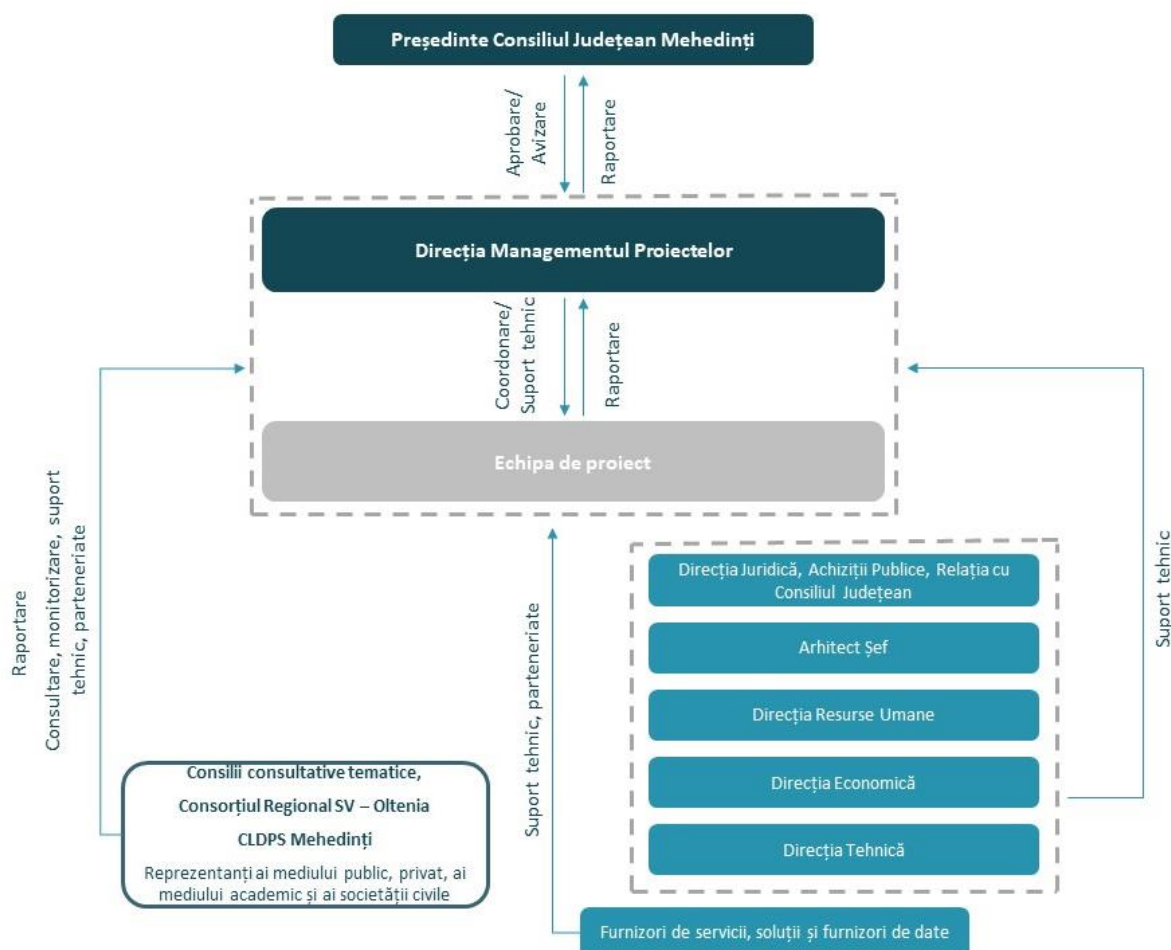 Președinte Consiliul Județean Mehedinți
Aprobare/
Avizare
Raportare
Direcția Managementul Proiectelor
Coordonare/
Suport tehnic
Raportare
Echipa de proiect
Raportare
Consultare, monitorizare, suport
tehnic, parteneriate
Suport tehnic, parteneriate
Suport tehnic
Direcția Juridică, Achiziții Publice, Relația cu
Consiliul Județean
Arhitect Șef
Direcția Resurse Umane
Direcția Economică
Direcția Tehnică
Consilii consultative tematice,
Consorțiul Regional SV – Oltenia
CLDPS Mehedinți
Reprezentanți ai mediului public, privat, ai
mediului academic și ai societății civile
Furnizori de servicii, soluții și furnizori de date